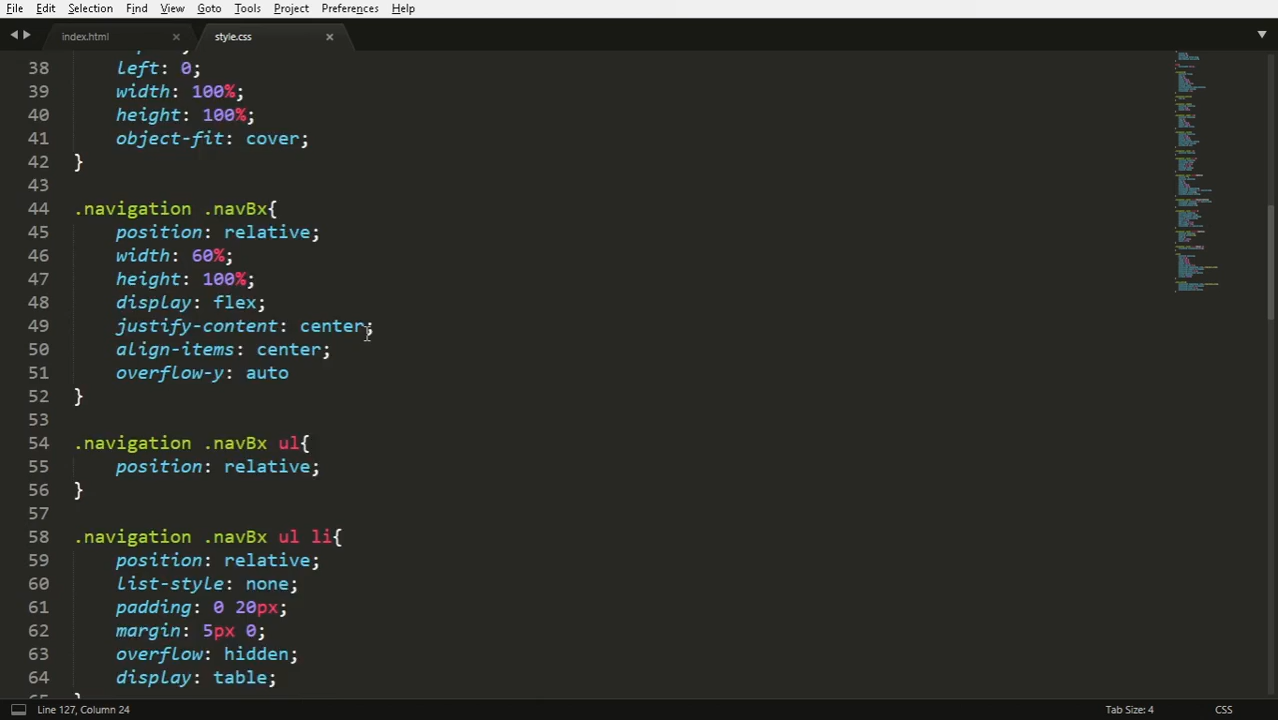 File Edit Selection Find View Goto Tools Project Preferences Help
index.html × style.css ×
38 left: 0;
39 width: 100%;
40 height: 100%;
41 object-fit: cover;
42 }
43
44 .navigation .navBx{
45 position: relative;
46 width: 60%;
47 height: 100%;
48 display: flex;
49 justify-content: center;
50 align-items: center;
51 overflow-y: auto
52 }
53
54 .navigation .navBx ul{
55 position: relative;
56 }
57
58 .navigation .navBx ul li{
59 position: relative;
60 list-style: none;
61 padding: 0 20px;
62 margin: 5px 0;
63 overflow: hidden;
64 display: table;
Line 127, Column 24 Tab Size: 4 CSS